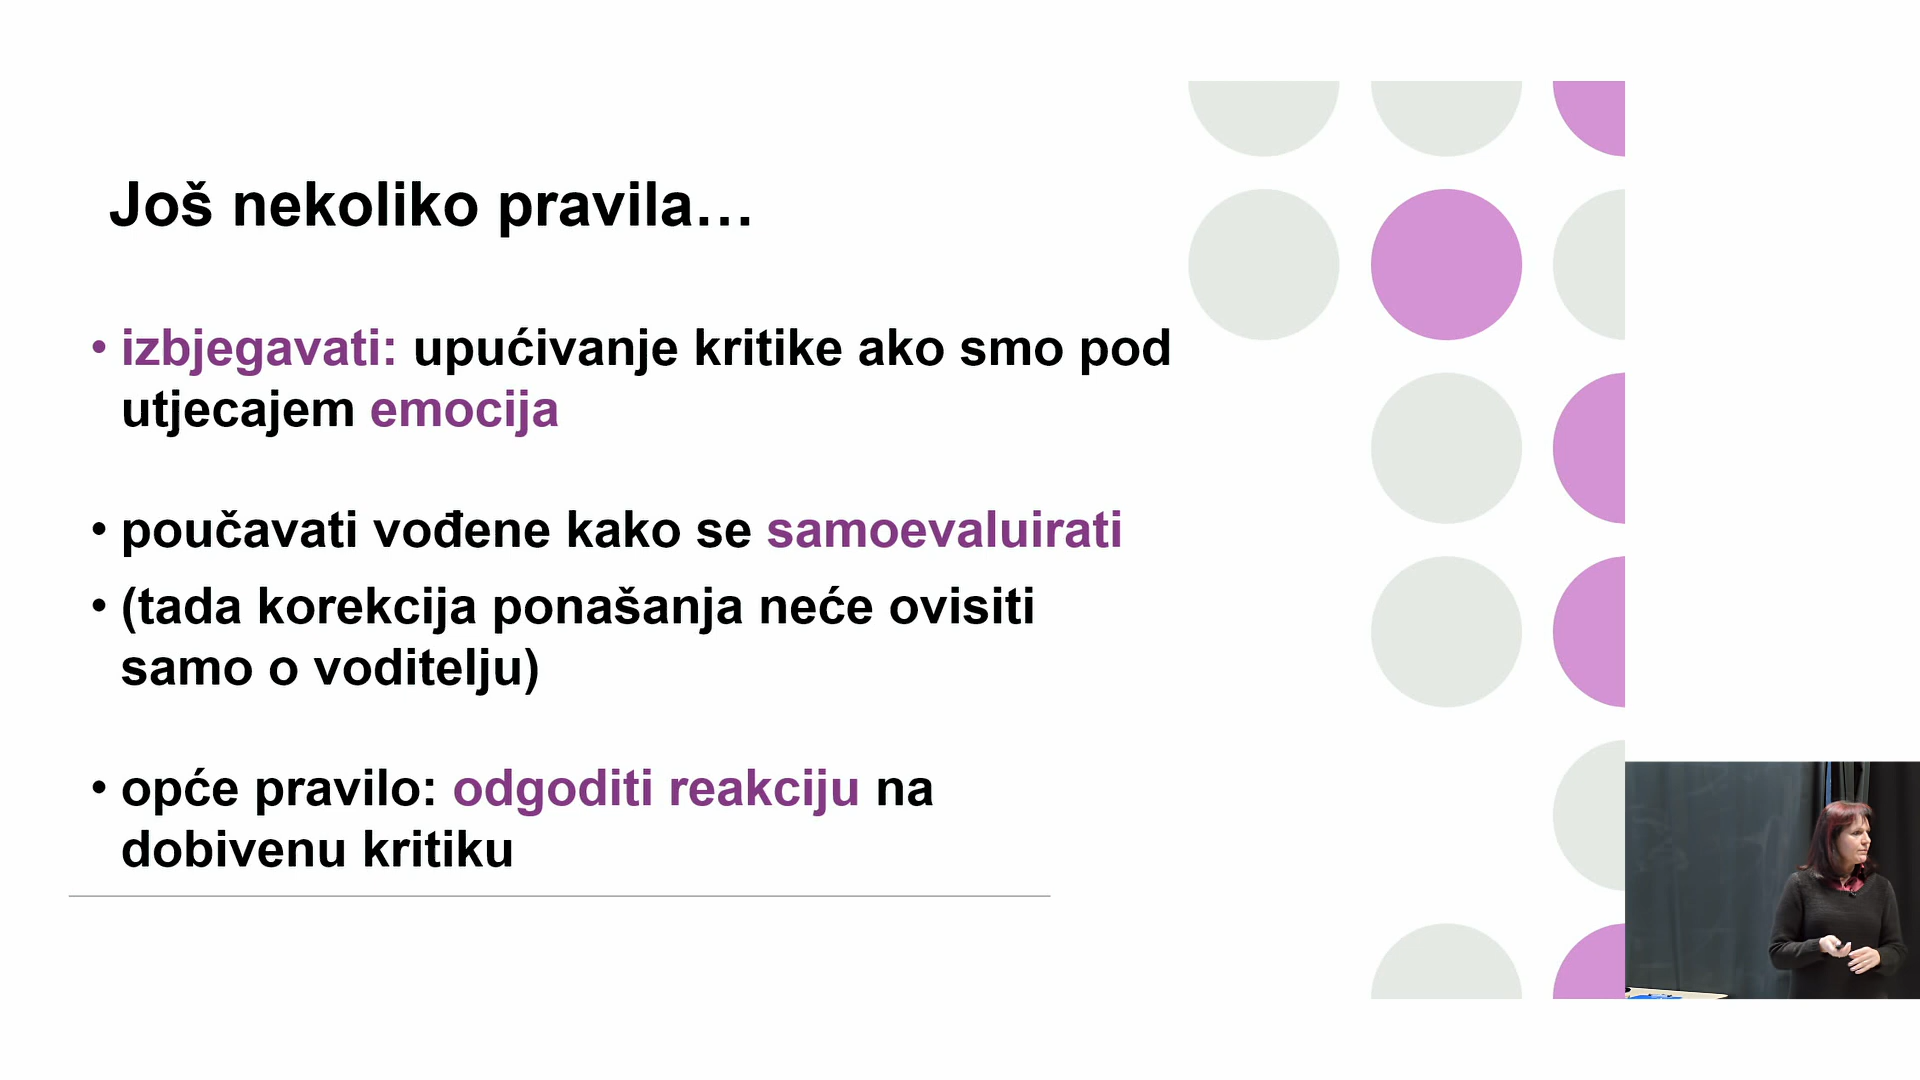 Još nekoliko pravila…
• izbjegavati: upućivanje kritike ako smo pod
utjecajem emocija
• poučavati vođene kako se samoevaluirati
• (tada korekcija ponašanja neće ovisiti
samo o voditelju)
• opće pravilo: odgoditi reakciju na
dobivenu kritiku